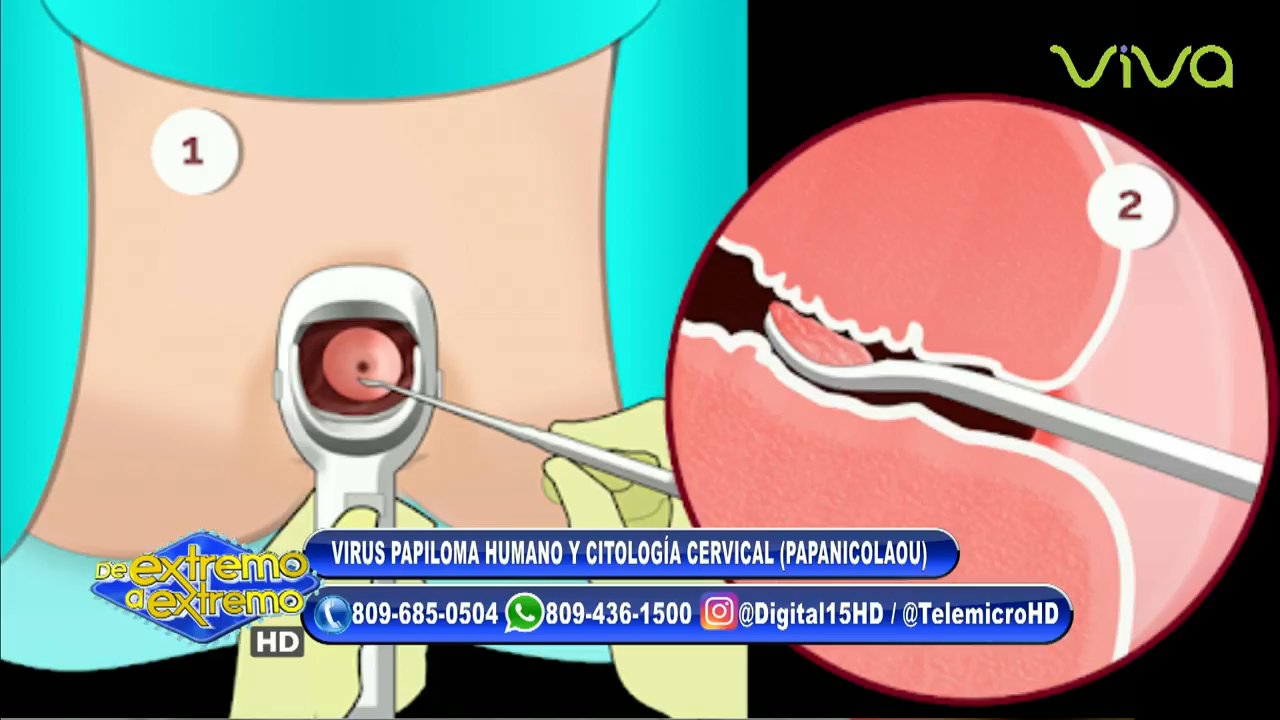 viva
1
2
VIRUS PAPILOMA HUMANO Y CITOLOGÍA CERVICAL (PAPANICOLAOU)
De extremo
a extremo
HD
809-685-0504 809-436-1500 @Digital15HD / @TelemicroHD